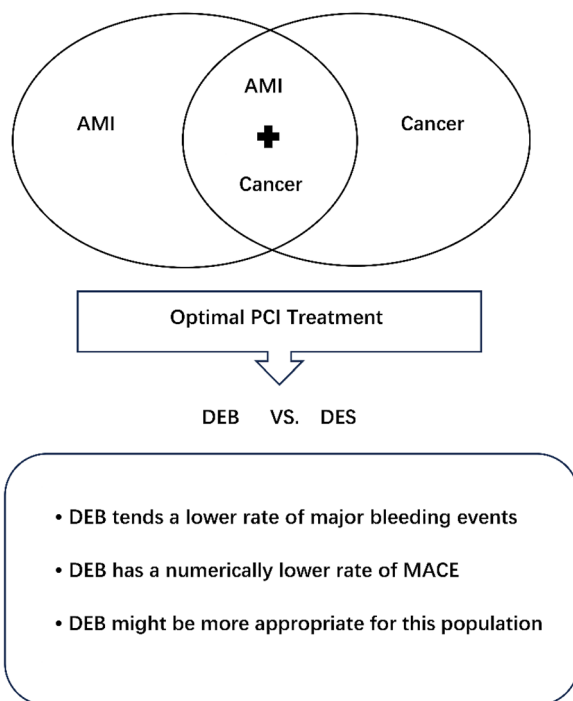 AMI
AMI
Cancer
Cancer
Optimal PCI Treatment
DEB VS. DES
• DEB tends a lower rate of major bleeding events
• DEB has a numerically lower rate of MACE
• DEB might be more appropriate for this population